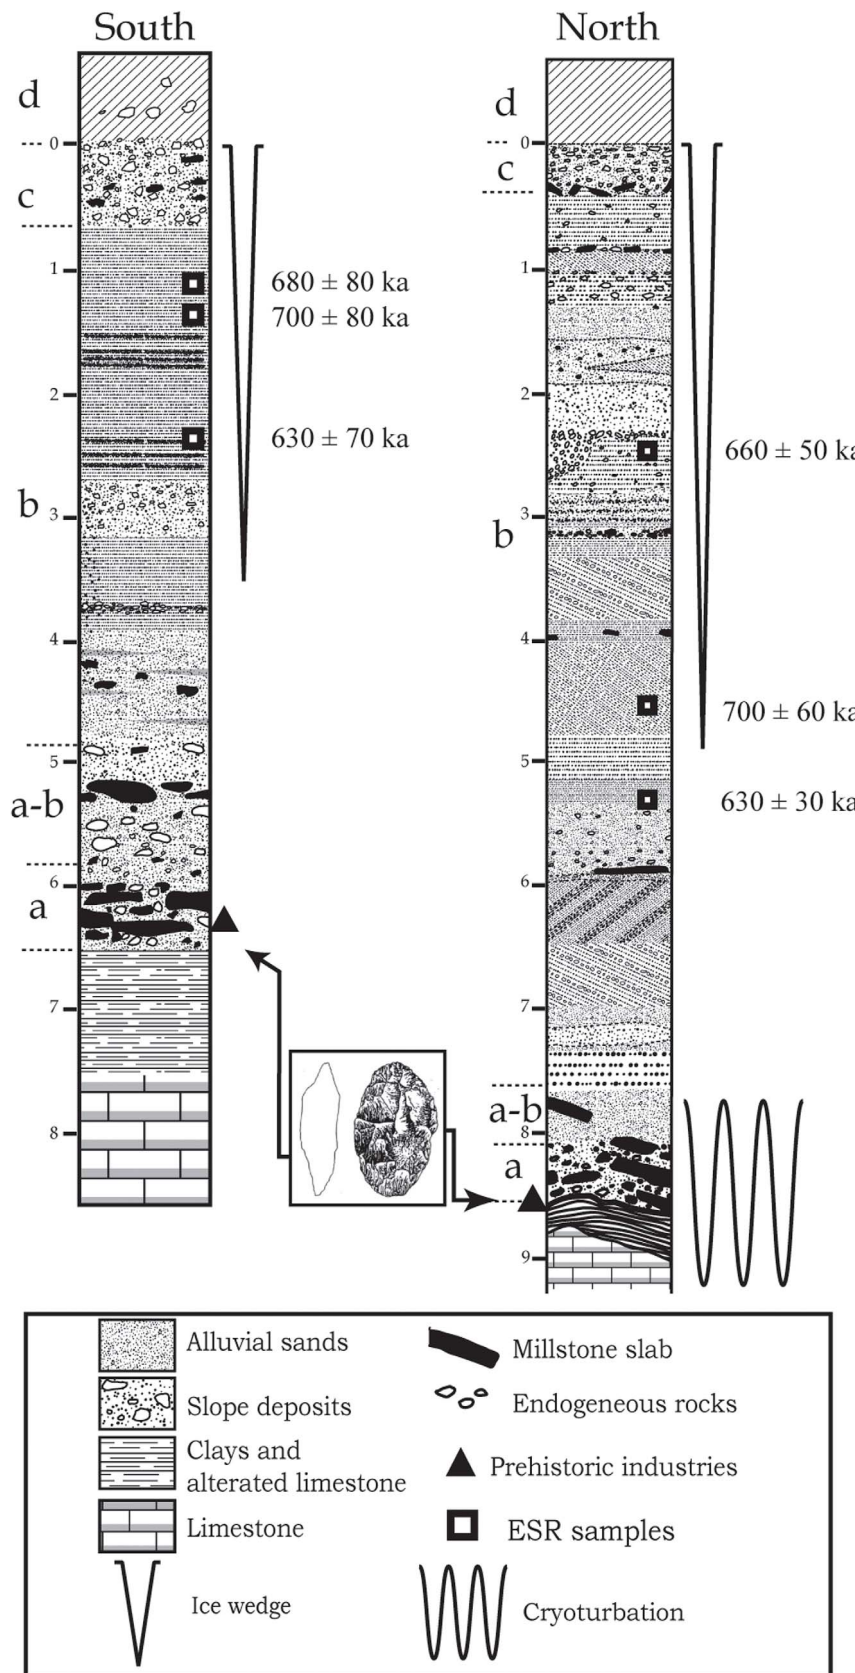 South
North
d
0
c
1
680 ± 80 ka
700 ± 80 ka
2
630 ± 70 ka
b
3
4
5
a-b
6
a
7
8
d
0
c
1
2
660 ± 50 ka
3
b
4
700 ± 60 ka
5
630 ± 30 ka
6
7
a-b
8
a
9
Alluvial sands
Slope deposits
Clays and
alterated limestone
Limestone
Ice wedge
Millstone slab
Endogeneous rocks
Prehistoric industries
ESR samples
Cryoturbation